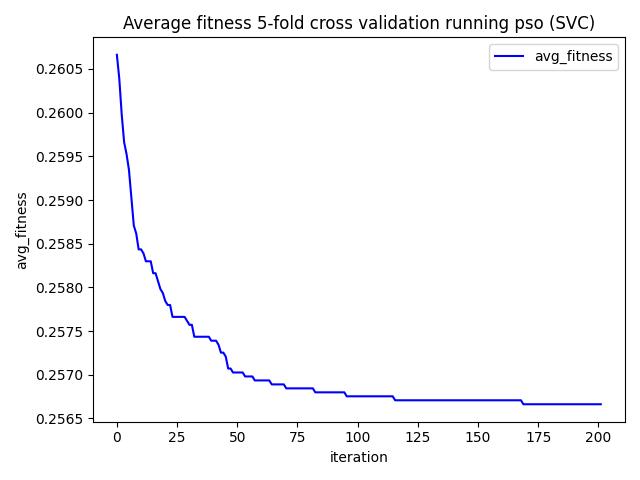 Average fitness 5-fold cross validation running pso (SVC)
avg_fitness
0.2605
0.2600
0.2595
0.2590
0.2585
0.2580
0.2575
0.2570
0.2565
avg_fitness
0 25 50 75 100 125 150 175 200
iteration